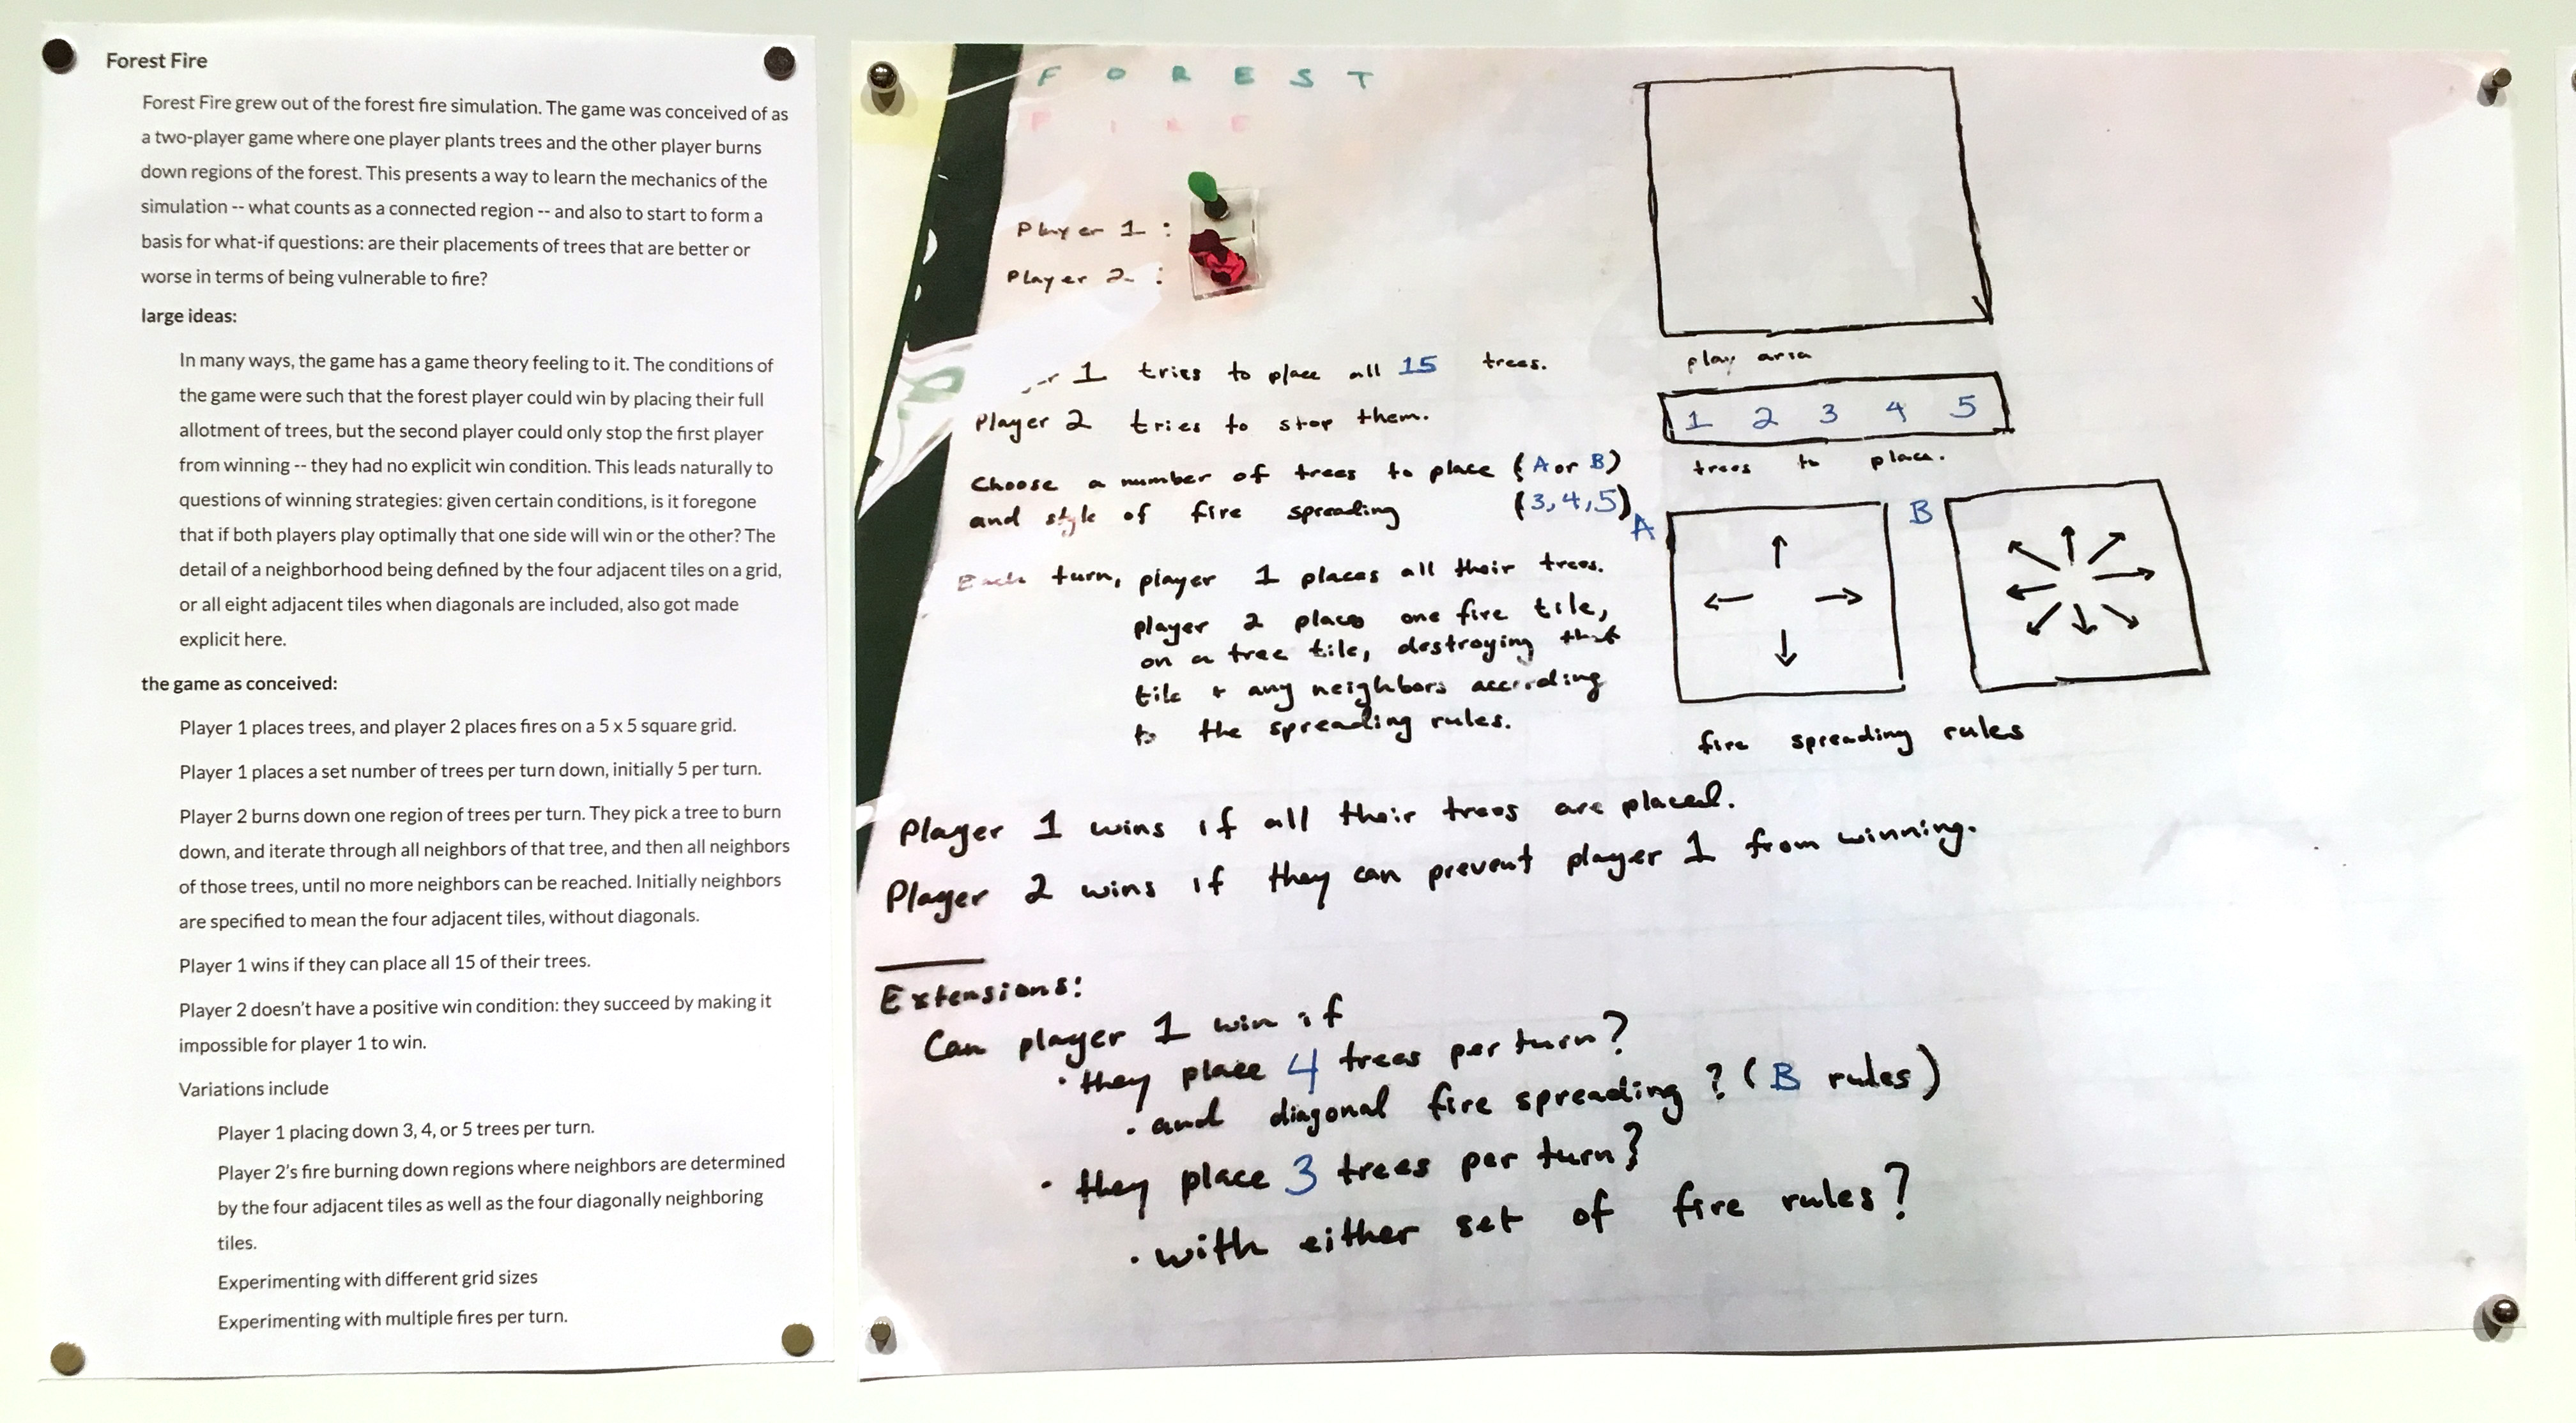 Forest Fire
Forest Fire grew out of the forest fire simulation. The game was conceived of as
a two-player game where one player plants trees and the other player burns
down regions of the forest. This presents a way to learn the mechanics of the
simulation -- what counts as a connected region -- and also to start to form a
basis for what-if questions: are their placements of trees that are better or
worse in terms of being vulnerable to fire?
large ideas:
In many ways, the game has a game theory feeling to it. The conditions of
the game were such that the forest player could win by placing their full
allotment of trees, but the second player could only stop the first player
from winning -- they had no explicit win condition. This leads naturally to
questions of winning strategies: given certain conditions, is it foregone
that if both players play optimally that one side will win or the other? The
detail of a neighborhood being defined by the four adjacent tiles on a grid,
or all eight adjacent tiles when diagonals are included, also got made
explicit here.
the game as conceived:
Player 1 places trees, and player 2 places fires on a 5 x 5 square grid.
Player 1 places a set number of trees per turn down, initially 5 per turn.
Player 2 burns down one region of trees per turn. They pick a tree to burn
down, and iterate through all neighbors of that tree, and then all neighbors
of those trees, until no more neighbors can be reached. Initially neighbors
are specified to mean the four adjacent tiles, without diagonals.
Player 1 wins if they can place all 15 of their trees.
Player 2 doesn't have a positive win condition: they succeed by making it
impossible for player 1 to win.
Variations include
Player 1 placing down 3, 4, or 5 trees per turn.
Player 2's fire burning down regions where neighbors are determined
by the four adjacent tiles as well as the four diagonally neighboring
tiles.
Experimenting with different grid sizes
Experimenting with multiple fires per turn.
FOREST
FIRE
Player 1 :
Player 2 :
1 tries to place all 15 trees.
Player 2 tries to stop them.
Choose a number of trees to place (A or B)
and style of fire spreading (3,4,5)
Each turn, player 1 places all their trees.
player 2 places one fire tile,
on a tree tile, destroying that
tile + any neighbors according
to the spreading rules.
play area
1 2 3 4 5
trees to place.
A
B
fire spreading rules
Player 1 wins if all their trees are placed.
Player 2 wins if they can prevent player 1 from winning.
Extensions:
Can player 1 win if
· they place 4 trees per turn?
· and diagonal fire spreading? (B rules)
· they place 3 trees per turn?
· with either set of fire rules?